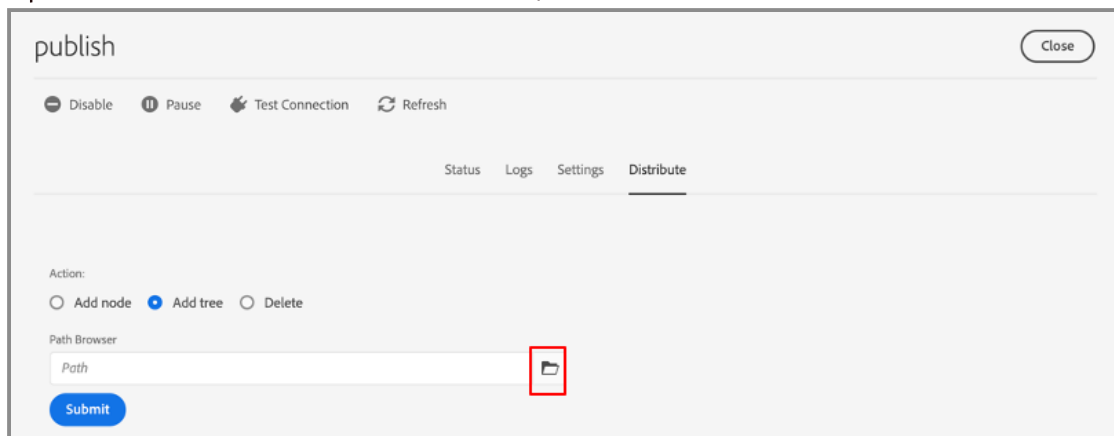 publish
Close
Disable Pause Test Connection Refresh
Status Logs Settings Distribute
Action:
Add node Add tree Delete
Path Browser
Path
Submit